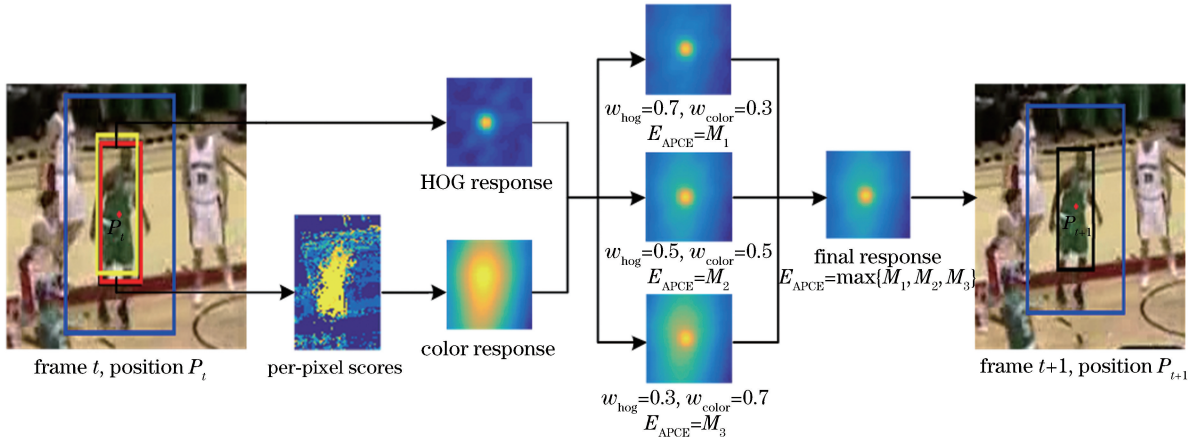 P_t
frame t, position P_t
per-pixel scores
HOG response
color response
w_hog=0.7, w_color=0.3
E_APCE=M_1
w_hog=0.5, w_color=0.5
E_APCE=M_2
w_hog=0.3, w_color=0.7
E_APCE=M_3
final response
E_APCE=max{M_1, M_2, M_3}
P_t+1
frame t+1, position P_t+1